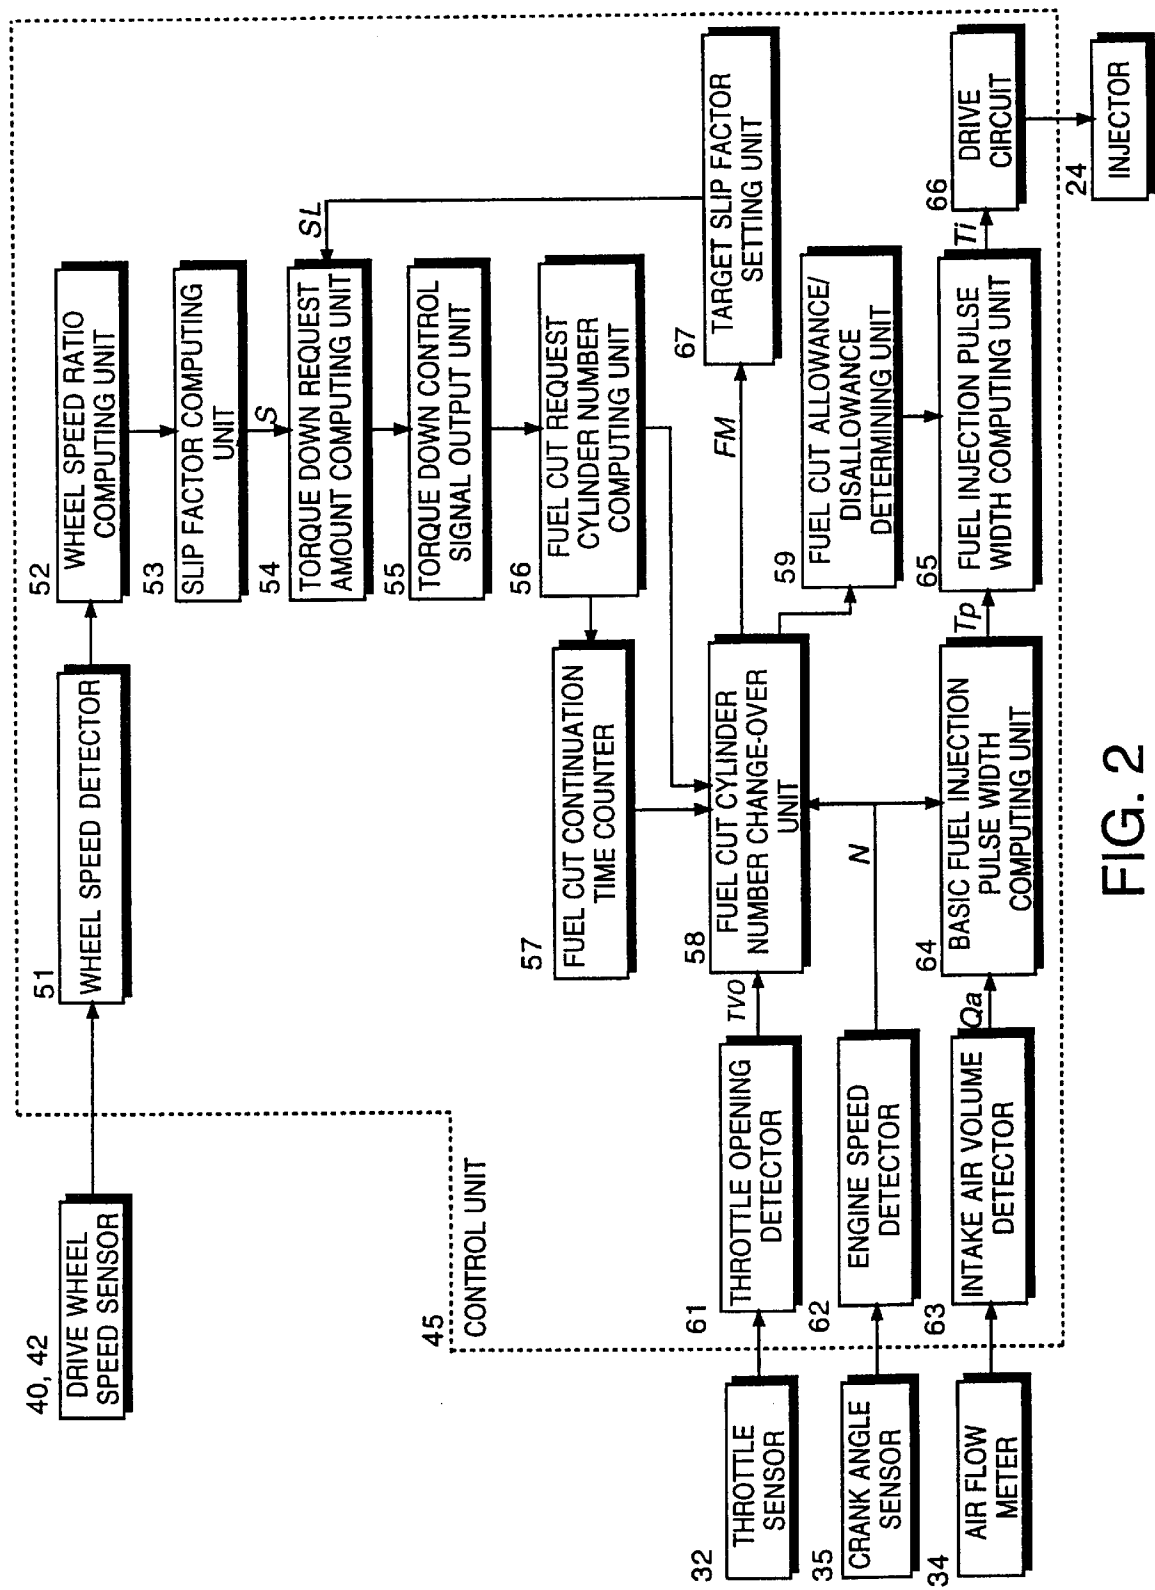 40, 42
DRIVE WHEEL
SPEED SENSOR
51
WHEEL SPEED DETECTOR
52
WHEEL SPEED RATIO
COMPUTING UNIT
53
SLIP FACTOR COMPUTING
UNIT
S
54
TORQUE DOWN REQUEST
AMOUNT COMPUTING UNIT
SL
55
TORQUE DOWN CONTROL
SIGNAL OUTPUT UNIT
56
FUEL CUT REQUEST
CYLINDER NUMBER
COMPUTING UNIT
45
CONTROL UNIT
57
FUEL CUT CONTINUATION
TIME COUNTER
67
TARGET SLIP FACTOR
SETTING UNIT
FM
32
THROTTLE
SENSOR
61
THROTTLE OPENING
DETECTOR
TVO
58
FUEL CUT CYLINDER
NUMBER CHANGE-OVER
UNIT
59
FUEL CUT ALLOWANCE/
DISALLOWANCE
DETERMINING UNIT
35
CRANK ANGLE
SENSOR
62
ENGINE SPEED
DETECTOR
N
34
AIR FLOW
METER
63
INTAKE AIR VOLUME
DETECTOR
Qa
64
BASIC FUEL INJECTION
PULSE WIDTH
COMPUTING UNIT
Tp
65
FUEL INJECTION PULSE
WIDTH COMPUTING UNIT
Ti
66
DRIVE
CIRCUIT
24
INJECTOR
FIG. 2